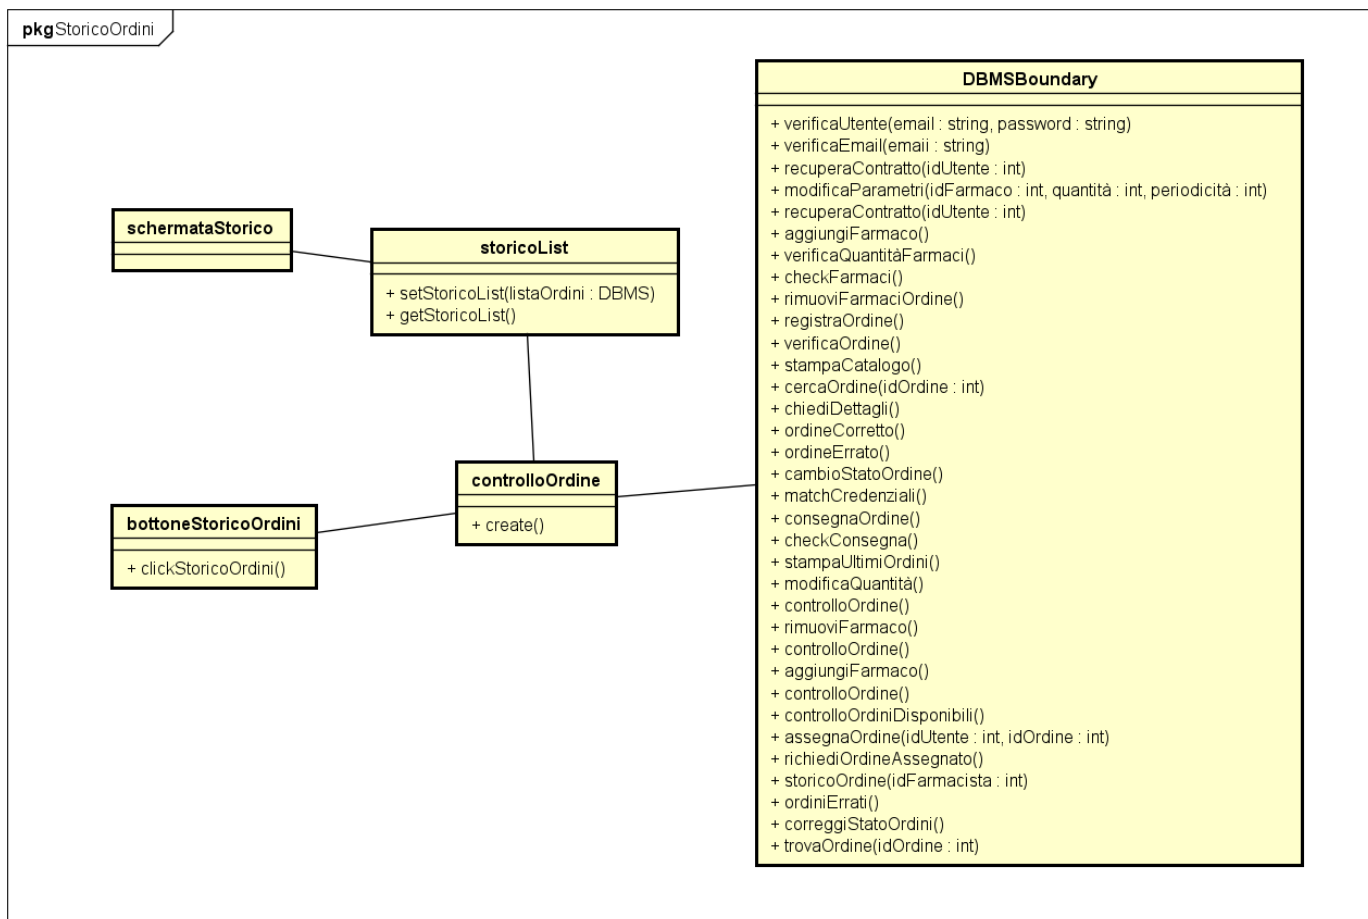 pkg StoricoOrdini
schermataStorico
storicoList
+ setStoricoList(listaOrdini : DBMS)
+ getStoricoList()
bottoneStoricoOrdini
+ clickStoricoOrdini()
controlloOrdine
+ create()
DBMSBoundary
+ verificaUtente(email : string, password : string)
+ verificaEmail(emaii : string)
+ recuperaContratto(idUtente : int)
+ modificaParametri(idFarmaco : int, quantità : int, periodicità : int)
+ recuperaContratto(idUtente : int)
+ aggiungiFarmaco()
+ verificaQuantitàFarmaci()
+ checkFarmaci()
+ rimuoviFarmaciOrdine()
+ registraOrdine()
+ verificaOrdine()
+ stampaCatalogo()
+ cercaOrdine(idOrdine : int)
+ chiediDettagli()
+ ordineCorretto()
+ ordineErrato()
+ cambioStatoOrdine()
+ matchCredenziali()
+ consegnaOrdine()
+ checkConsegna()
+ stampaUltimiOrdini()
+ modificaQuantità()
+ controlloOrdine()
+ rimuoviFarmaco()
+ controlloOrdine()
+ aggiungiFarmaco()
+ controlloOrdine()
+ controlloOrdiniDisponibili()
+ assegnaOrdine(idUtente : int, idOrdine : int)
+ richiediOrdineAssegnato()
+ storicoOrdine(idFarmacista : int)
+ ordiniErrati()
+ correggiStatoOrdini()
+ trovaOrdine(idOrdine : int)